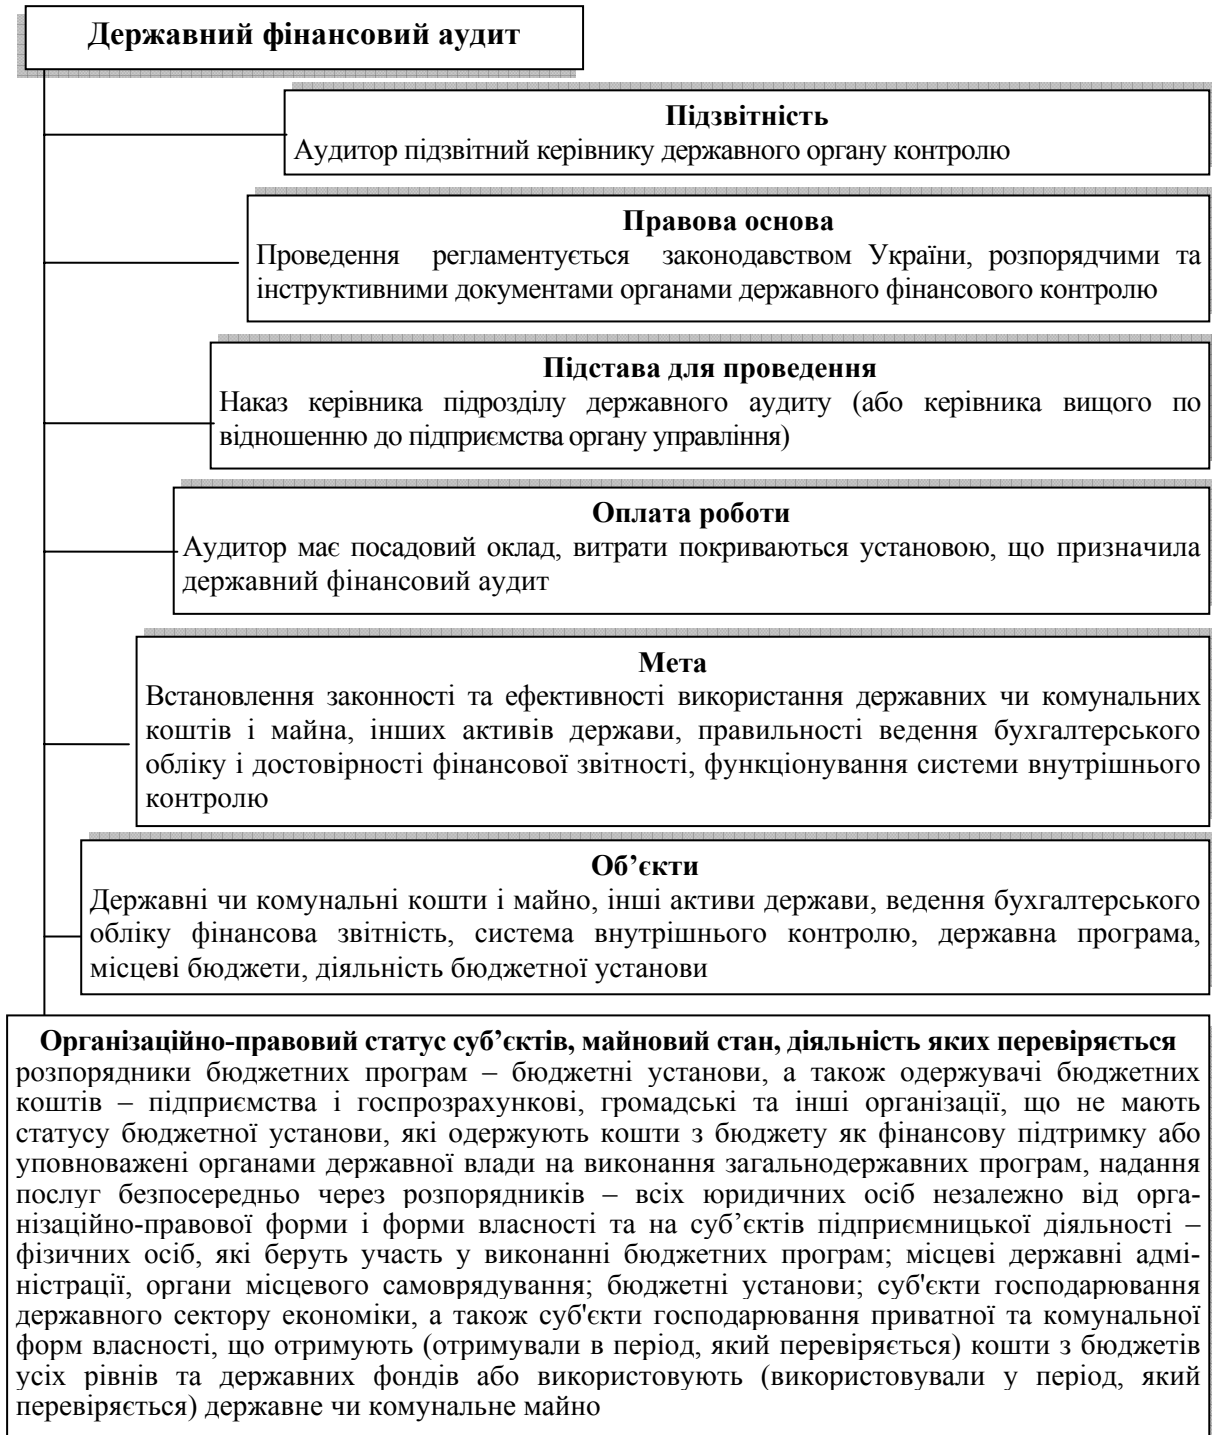 Державний фінансовий аудит
Підзвітність
Аудитор підзвітний керівнику державного органу контролю
Правова основа
Проведення регламентується законодавством України, розпорядчими та
інструктивними документами органами державного фінансового контролю
Підстава для проведення
Наказ керівника підрозділу державного аудиту (або керівника вищого по
відношенню до підприємства органу управління)
Оплата роботи
Аудитор має посадовий оклад, витрати покриваються установою, що призначила
державний фінансовий аудит
Мета
Встановлення законності та ефективності використання державних чи комунальних
коштів і майна, інших активів держави, правильності ведення бухгалтерського
обліку і достовірності фінансової звітності, функціонування системи внутрішнього
контролю
Об’єкти
Державні чи комунальні кошти і майно, інші активи держави, ведення бухгалтерського
обліку фінансова звітність, система внутрішнього контролю, державна програма,
місцеві бюджети, діяльність бюджетної установи
Організаційно-правовий статус суб’єктів, майновий стан, діяльність яких перевіряється
розпорядники бюджетних програм – бюджетні установи, а також одержувачі бюджетних
коштів – підприємства і госпрозрахункові, громадські та інші організації, що не мають
статусу бюджетної установи, які одержують кошти з бюджету як фінансову підтримку або
уповноважені органами державної влади на виконання загальнодержавних програм, надання
послуг безпосередньо через розпорядників – всіх юридичних осіб незалежно від орга-
нізаційно-правової форми і форми власності та на суб’єктів підприємницької діяльності –
фізичних осіб, які беруть участь у виконанні бюджетних програм; місцеві державні адмі-
ністрації, органи місцевого самоврядування; бюджетні установи; суб'єкти господарювання
державного сектору економіки, а також суб'єкти господарювання приватної та комунальної
форм власності, що отримують (отримували в період, який перевіряється) кошти з бюджетів
усіх рівнів та державних фондів або використовують (використовували у період, який
перевіряється) державне чи комунальне майно